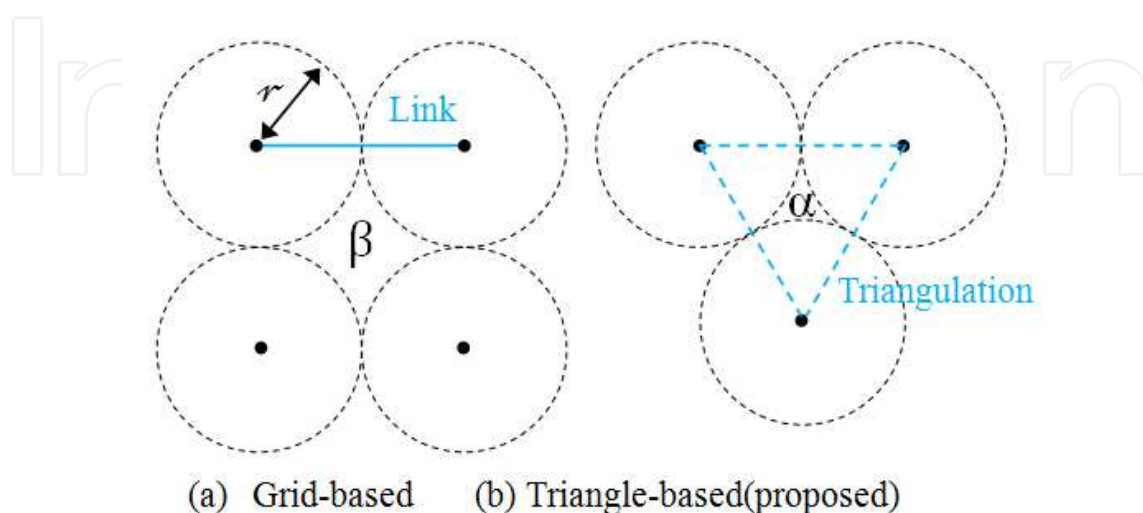 r
Link
β
α
Triangulation
(a) Grid-based (b) Triangle-based(proposed)